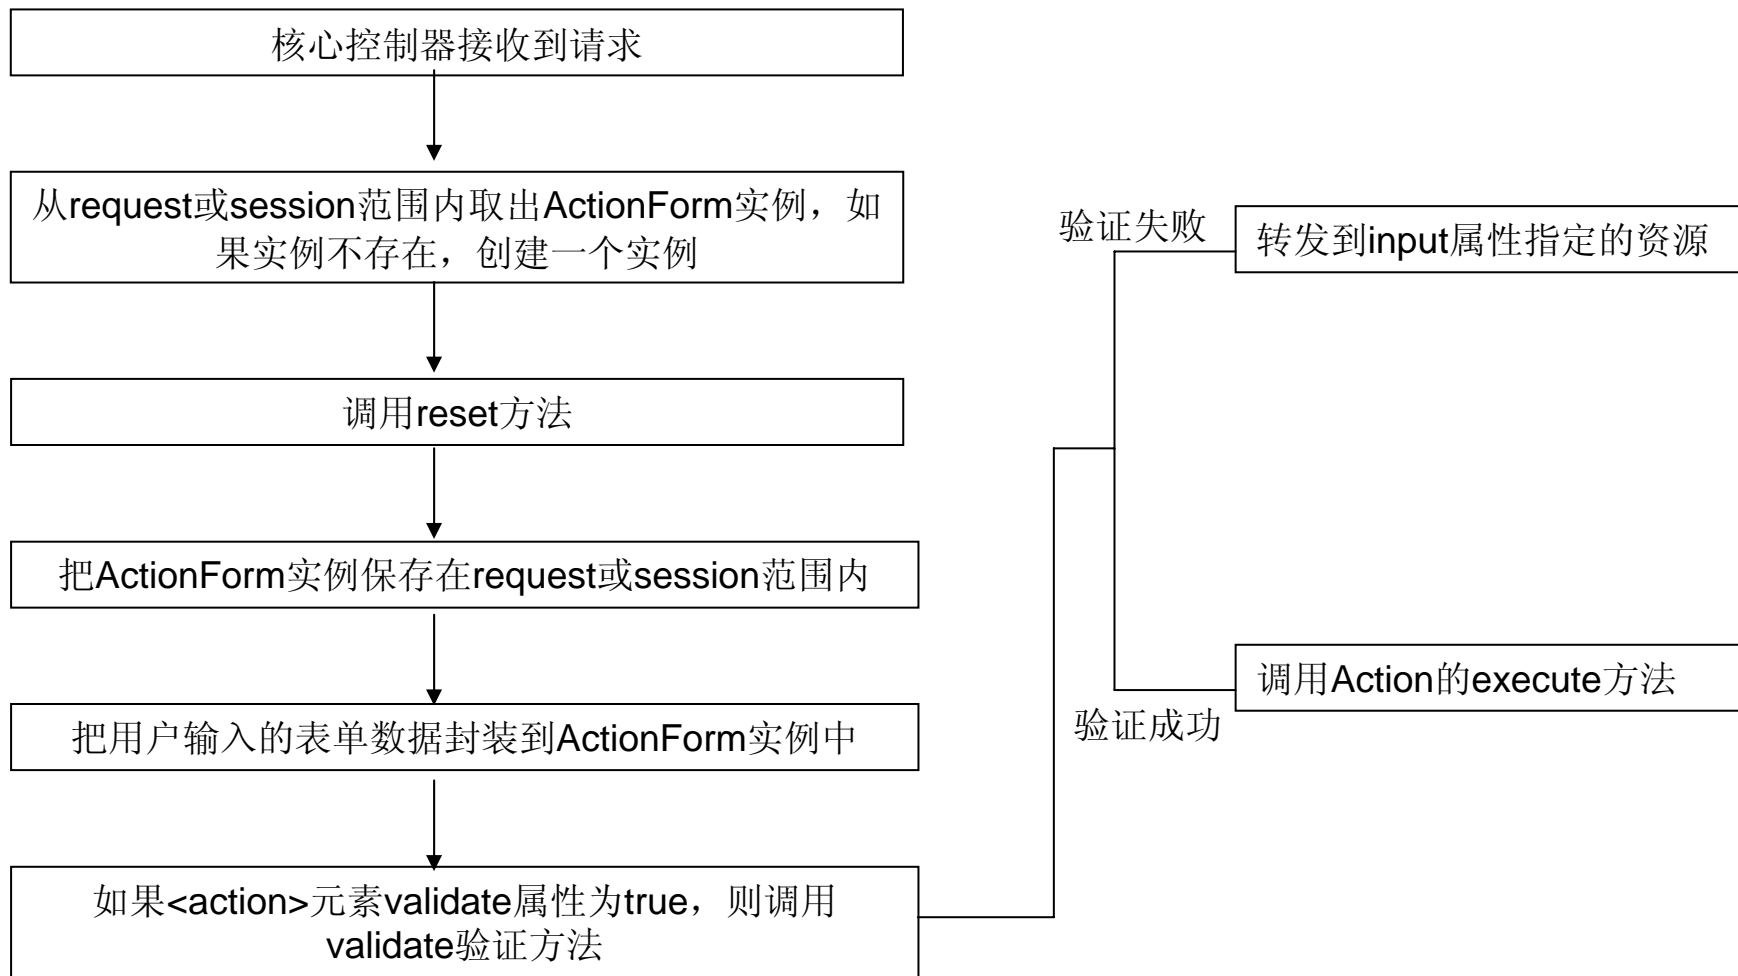 核心控制器接收到请求
从request或session范围内取出ActionForm实例，如
果实例不存在，创建一个实例
调用reset方法
把ActionForm实例保存在request或session范围内
把用户输入的表单数据封装到ActionForm实例中
如果<action>元素validate属性为true，则调用
validate验证方法
验证失败
转发到input属性指定的资源
调用Action的execute方法
验证成功